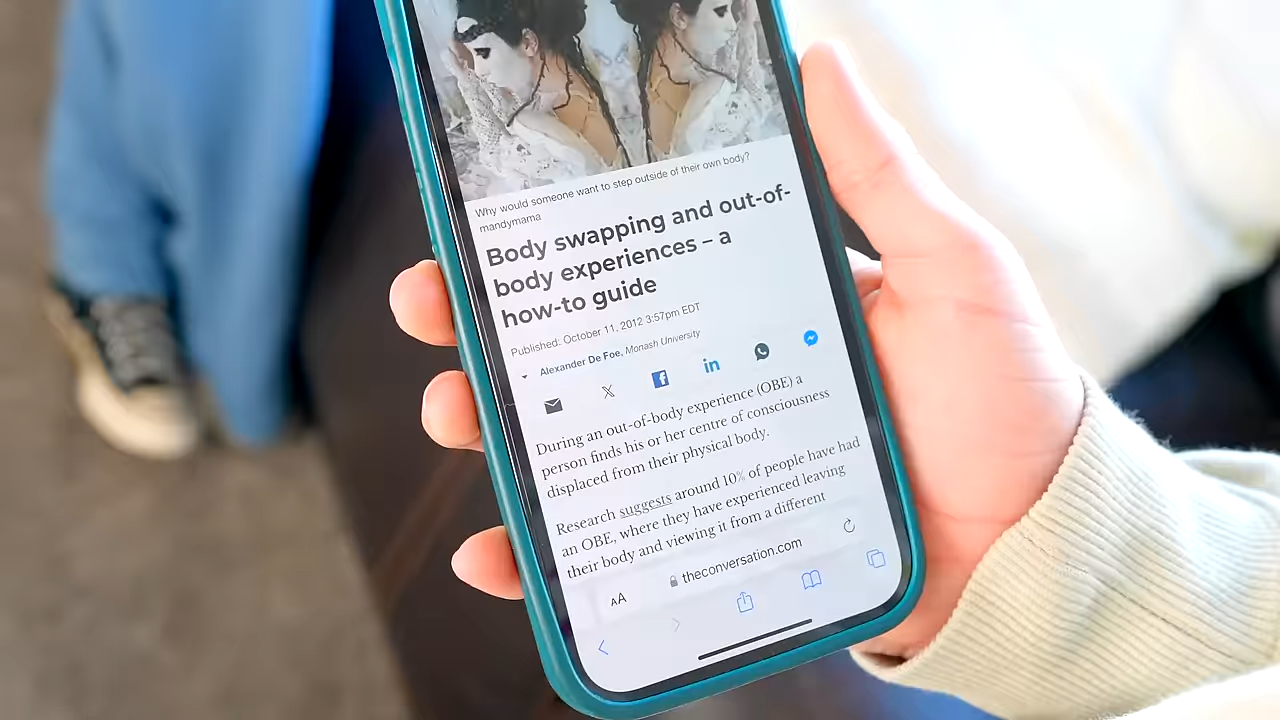 Why would someone want to step outside of their own body?
mandymama
Body swapping and out-of-
body experiences – a
how-to guide
Published: October 11, 2012 3:57pm EDT
Alexander De Foe, Monash University
During an out-of-body experience (OBE) a
person finds his or her centre of consciousness
displaced from their physical body.
Research suggests around 10% of people have had
an OBE, where they have experienced leaving
their body and viewing it from a different
AA theconversation.com